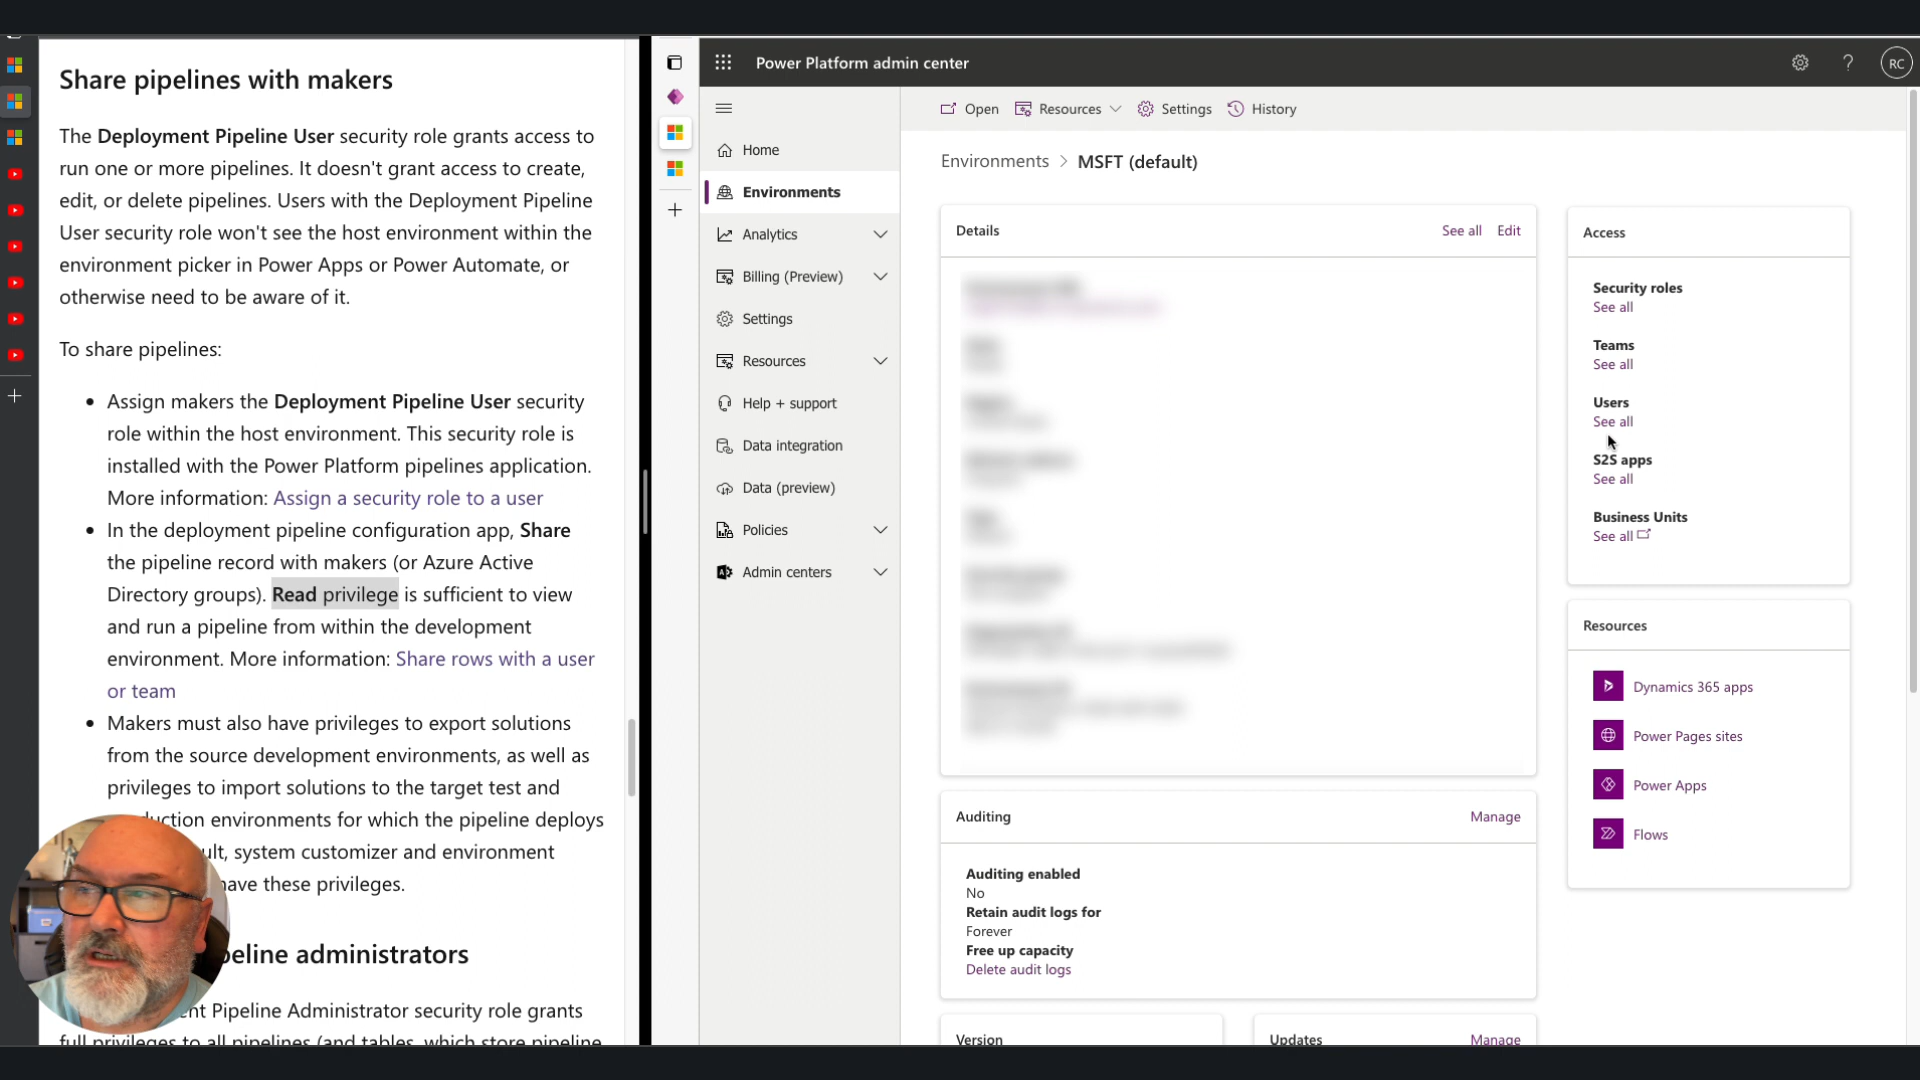 Share pipelines with makers
The Deployment Pipeline User security role grants access to
run one or more pipelines. It doesn't grant access to create,
edit, or delete pipelines. Users with the Deployment Pipeline
User security role won't see the host environment within the
environment picker in Power Apps or Power Automate, or
otherwise need to be aware of it.
To share pipelines:
Assign makers the Deployment Pipeline User security
role within the host environment. This security role is
installed with the Power Platform pipelines application.
More information: Assign a security role to a user
In the deployment pipeline configuration app, Share
the pipeline record with makers (or Azure Active
Directory groups). Read privilege is sufficient to view
and run a pipeline from within the development
environment. More information: Share rows with a user
or team
Makers must also have privileges to export solutions
from the source development environments, as well as
privileges to import solutions to the target test and
environments for which the pipeline deploys
system customizer and environment
have these privileges.
administrators
Pipeline Administrator security role grants
full privileges to all pipelines (and tables, which store pipeline
Power Platform admin center
RC
Home
Environments
Analytics
Billing (Preview)
Settings
Resources
Help + support
Data integration
Data (preview)
Policies
Admin centers
Open
Resources
Settings
History
Environments > MSFT (default)
Details
See all
Edit
Auditing
Manage
Auditing enabled
No
Retain audit logs for
Forever
Free up capacity
Delete audit logs
Version
Updates
Manage
Access
Security roles
See all
Teams
See all
Users
See all
S2S apps
See all
Business Units
See all
Resources
Dynamics 365 apps
Power Pages sites
Power Apps
Flows